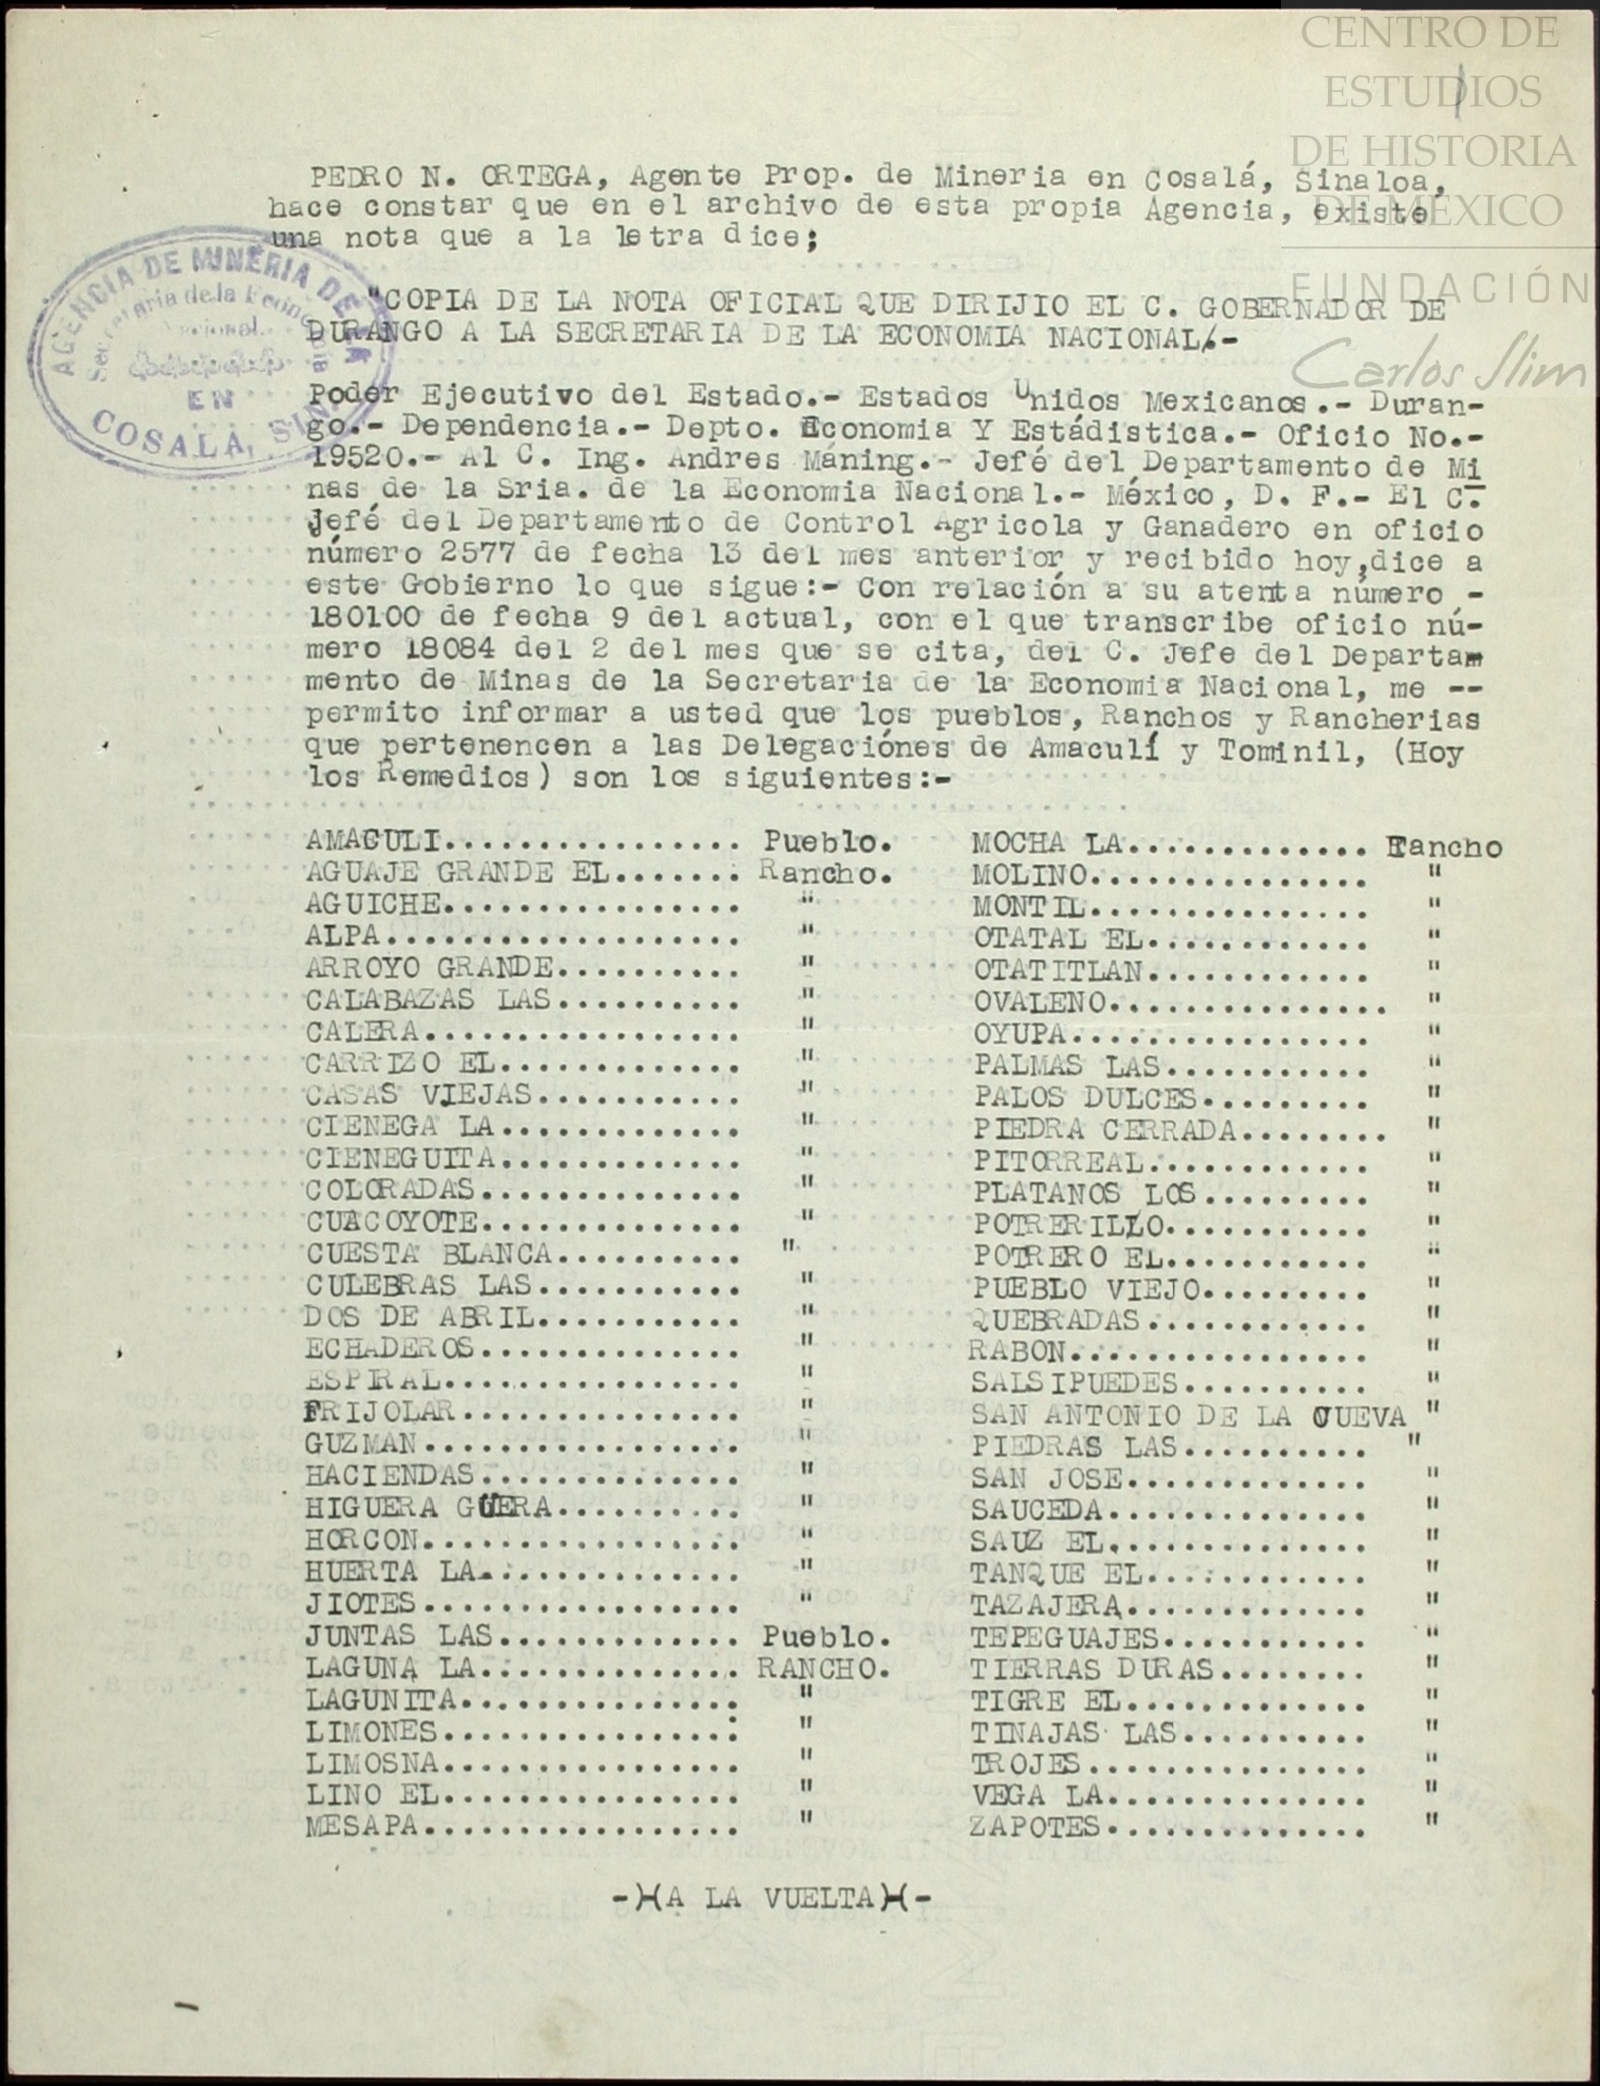 CENTRO DE
ESTUDIOS
DE HISTORIA
DE MÉXICO
FUNDACIÓN
Carlos Slim
PEDRO N. ORTEGA, Agente Prop. de Mineria en Cosalá, Sinaloa,
hace constar que en el archivo de esta propia Agencia, existe
una nota que a la letra dice;
AGENCIA DE MINERIA DE LA
Secretaria de la Economia
Nacional.
EN
COSALA, SIN.
"COPIA DE LA NOTA OFICIAL QUE DIRIJIO EL C. GOBERNADOR DE
DURANGO A LA SECRETARIA DE LA ECONOMIA NACIONAL/.-
Poder Ejecutivo del Estado.- Estados Unidos Mexicanos.- Duran-
go.- Dependencia.- Depto. Economia Y Estádistica.- Oficio No.-
19520.- Al C. Ing. Andres Máning.- Jefé del Departamento de Mi
nas de la Sria. de la Economia Nacional.- México, D. F.- El C.
Jefé del Departamento de Control Agricola y Ganadero en oficio
número 2577 de fecha 13 del mes anterior y recibido hoy,dice a
este Gobierno lo que sigue:- Con relación a su atenta número -
180100 de fecha 9 del actual, con el que transcribe oficio nú-
mero 18084 del 2 del mes que se cita, del C. Jefe del Departam
mento de Minas de la Secretaria de la Economia Nacional, me --
permito informar a usted que los pueblos, Ranchos y Rancherias
que pertenencen a las Delegaciónes de Amaculí y Tominil, (Hoy
los Remedios) son los siguientes:-
AMACULI................ Pueblo. MOCHA LA............. Rancho
AGUAJE GRANDE EL....... Rancho. MOLINO............... "
AGUICHE................ " MONTIL............... "
ALPA................... " OTATAL EL............ "
ARROYO GRANDE.......... " OTATITLAN............ "
CALABAZAS LAS.......... " OVALENO............... "
CALERA................. " OYUPA................ "
CARRIZO EL............. " PALMAS LAS........... "
CASAS VIEJAS........... " PALOS DULCES......... "
CIENEGA LA............. " PIEDRA CERRADA........ "
CIENEGUITA............. " PITORREAL............ "
COLORADAS.............. " PLATANOS LOS......... "
CUACOYOTE.............. " POTRERILLO........... "
CUESTA BLANCA.......... " POTRERO EL........... "
CULEBRAS LAS........... " PUEBLO VIEJO......... "
DOS DE ABRIL........... " QUEBRADAS............ "
ECHADEROS.............. " RABON................ "
ESPIRAL................ " SALSIPUEDES.......... "
FRIJOLAR............... " SAN ANTONIO DE LA CUEVA "
GUZMAN................. " PIEDRAS LAS.......... "
HACIENDAS.............. " SAN JOSE............. "
HIGUERA GÜERA.......... " SAUCEDA.............. "
HORCON................. " SAUZ EL.............. "
HUERTA LA.............. " TANQUE EL............ "
JIOTES................. " TAZAJERA............. "
JUNTAS LAS............. Pueblo. TEPEGUAJES........... "
LAGUNA LA.............. RANCHO. TIERRAS DURAS........ "
LAGUNITA............... " TIGRE EL............. "
LIMONES................ " TINAJAS LAS.......... "
LIMOSNA................ " TROJES............... "
LINO EL................ " VEGA LA.............. "
MESAPA................. " ZAPOTES.............. "
-)-(A LA VUELTA)-(-